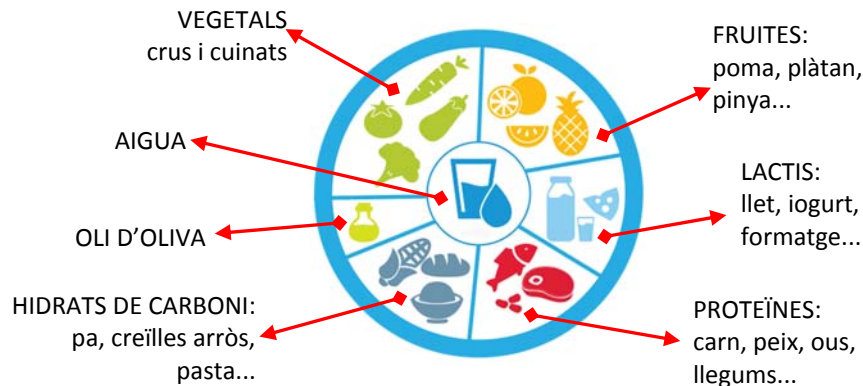 VEGETALS
crus i cuinats
AIGUA
OLI D’OLIVA
HIDRATS DE CARBONI:
pa, creïlles arròs,
pasta...
FRUITES:
poma, plàtan,
pinya...
LACTIS:
llet, iogurt,
formatge...
PROTEÏNES:
carn, peix, ous,
llegums...